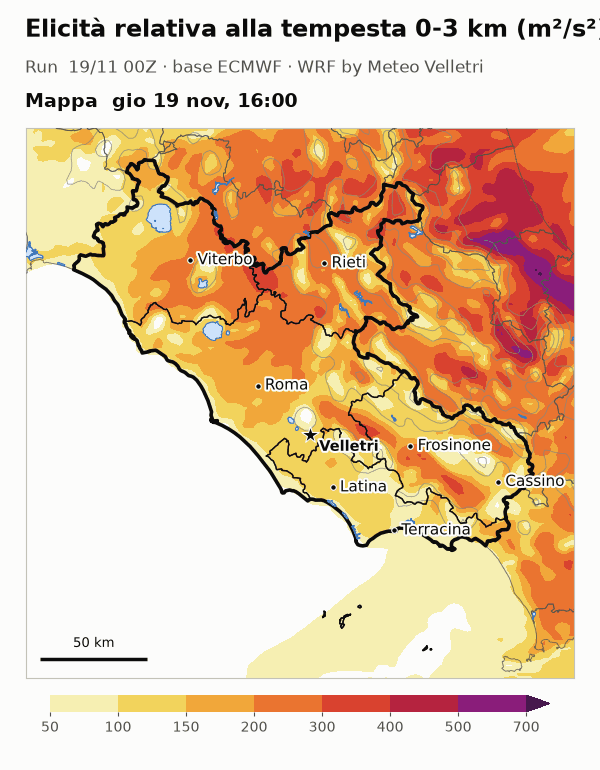 Elicità relativa alla tempesta 0-3 km (m²/s²)
Run 19/11 00Z · base ECMWF · WRF by Meteo Velletri
Mappa gio 19 nov, 16:00
Viterbo
Rieti
Roma
Velletri
Frosinone
Cassino
Latina
Terracina
50 km
50 100 150 200 300 400 500 700